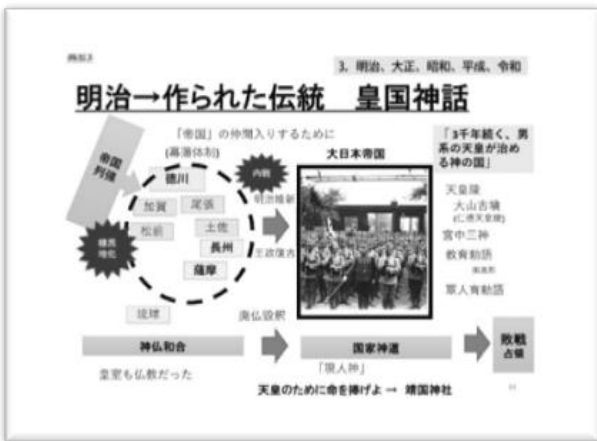 3. 明治、大正、昭和、平成、令和
明治→作られた伝統 皇国神話
「帝国」の仲間入りするために
(幕藩体制)
帝国
列強
徳川
加賀
尾張
松前
土佐
長州
薩摩
琉球
内戦
明治維新
王政復古
廃仏毀釈
大日本帝国
「3千年続く、男
系の天皇が治め
る神の国」
天皇陵
大山古墳
(仁徳天皇陵)
宮中三神
教育勅語
軍人育勅語
神仏和合
国家神道
敗戦
占領
皇室も仏教だった
「現人神」
天皇のために命を捧げよ → 靖国神社